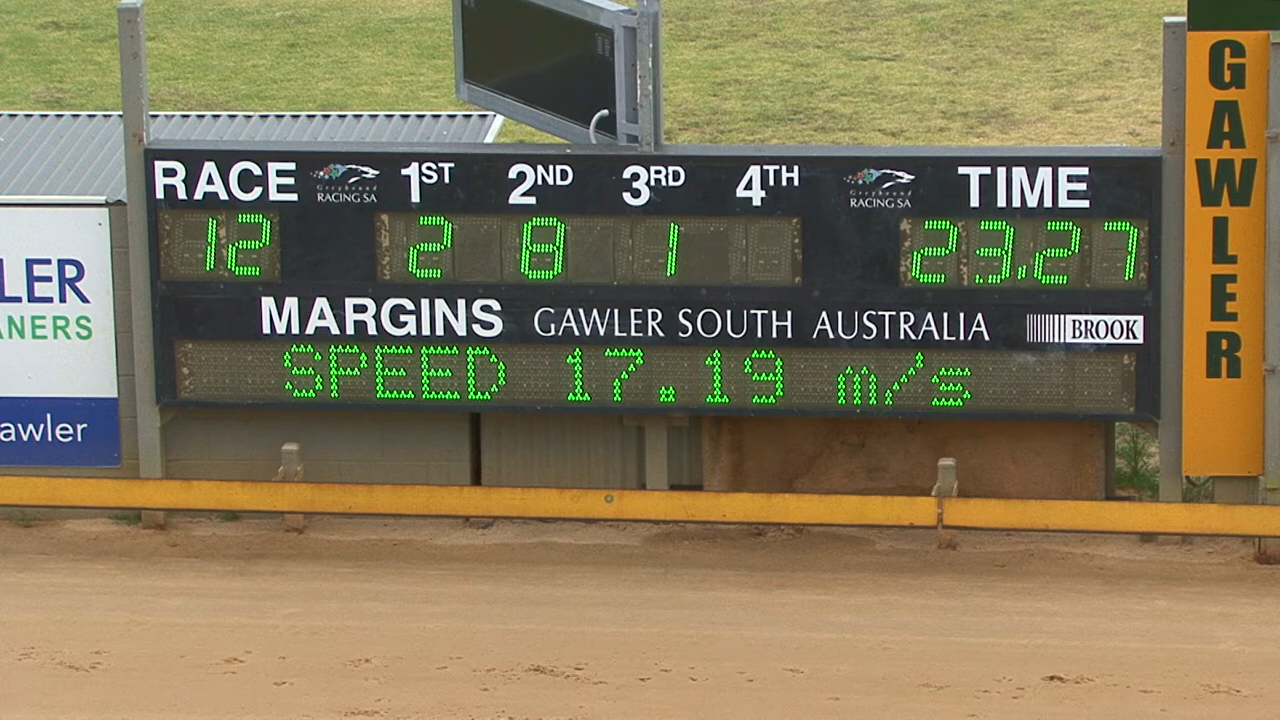 RACE 1ST 2ND 3RD 4TH TIME
Greyhound RACING SA
Greyhound RACING SA
12 2 8 1 23.27
MARGINS GAWLER SOUTH AUSTRALIA BROOK
SPEED 17.19 m/s
GAWLER
LER
ANERS
awler